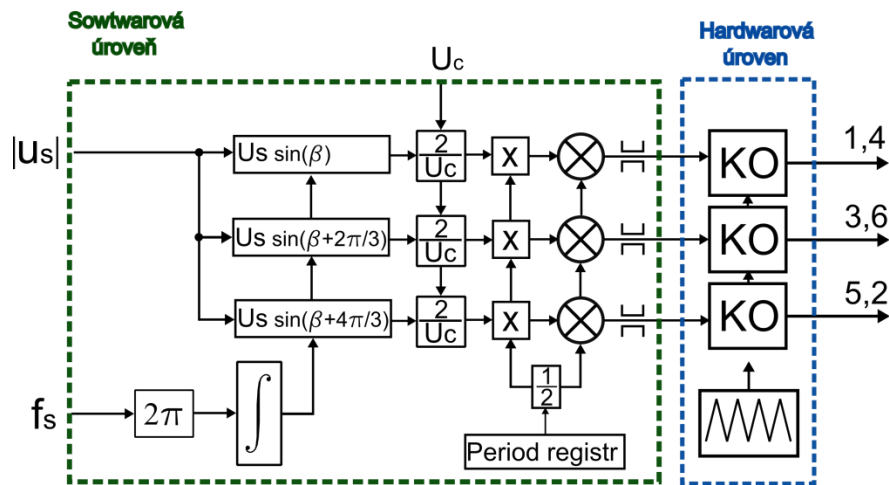 Sowtwarová
úroveň
Hardwarová
úroven
Uc
|us|
Us sin(β)
2
Uc
x
KO
1,4
Us sin(β+2π/3)
2
Uc
x
KO
3,6
Us sin(β+4π/3)
2
Uc
x
KO
5,2
fs
2π
∫
1
2
Period registr